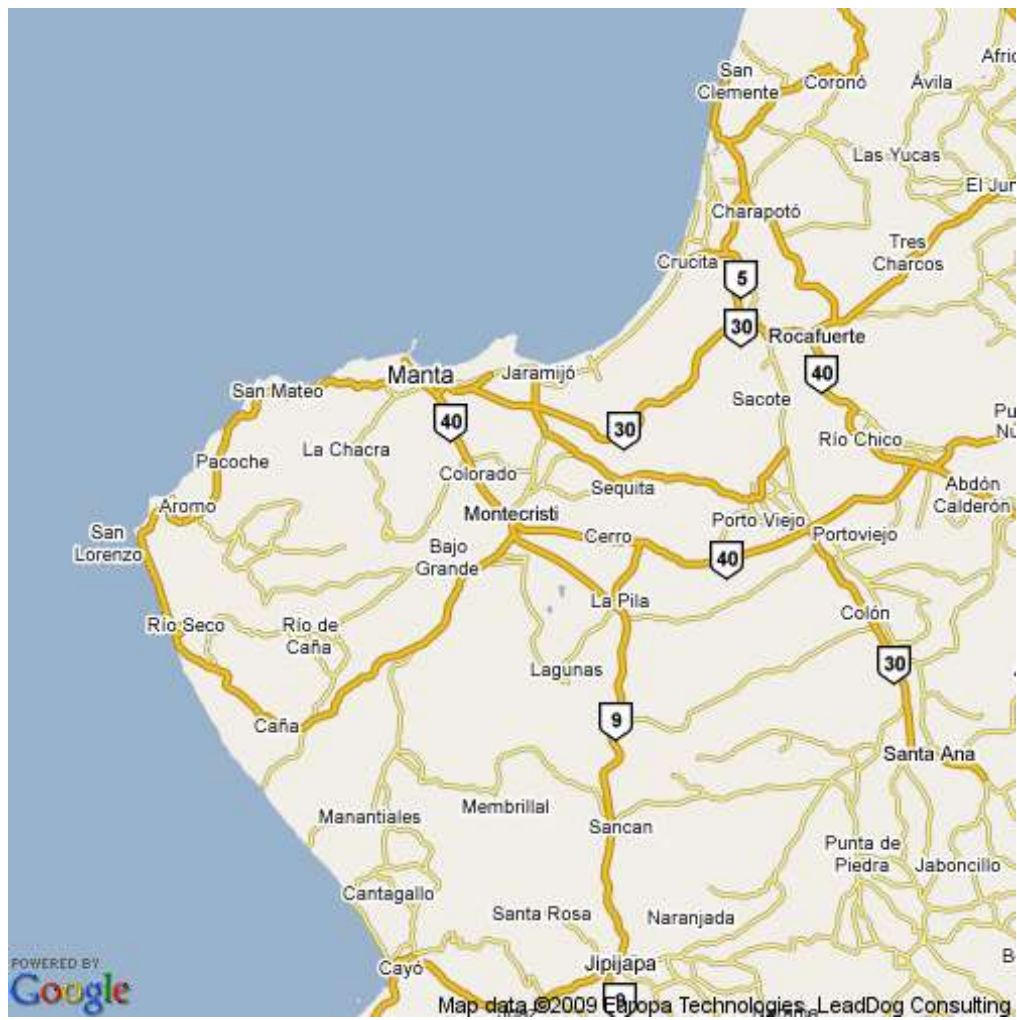 San
Clemente
Coronó
Ávila
Las Yucas
Charapotó
Tres
Charcos
Crucita
5
30
Rocafuerte
Manta
Jaramijó
40
San Mateo
Sacote
40
30
Río Chico
La Chacra
Pacoche
Colorado
Sequita
Abdón
Calderón
Aromo
Montecristi
Porto Viejo
San
Lorenzo
Cerro
Portoviejo
Bajo
Grande
40
La Pila
Colón
Río Seco
Río de
Caña
Lagunas
30
9
Caña
Santa Ana
Membrillal
Manantiales
Sancan
Punta de
Piedra
Jaboncillo
Cantagallo
Santa Rosa
Naranjada
Cayó
Jipijapa
POWERED BY
Google
9
Map data ©2009 Europa Technologies, LeadDog Consulting